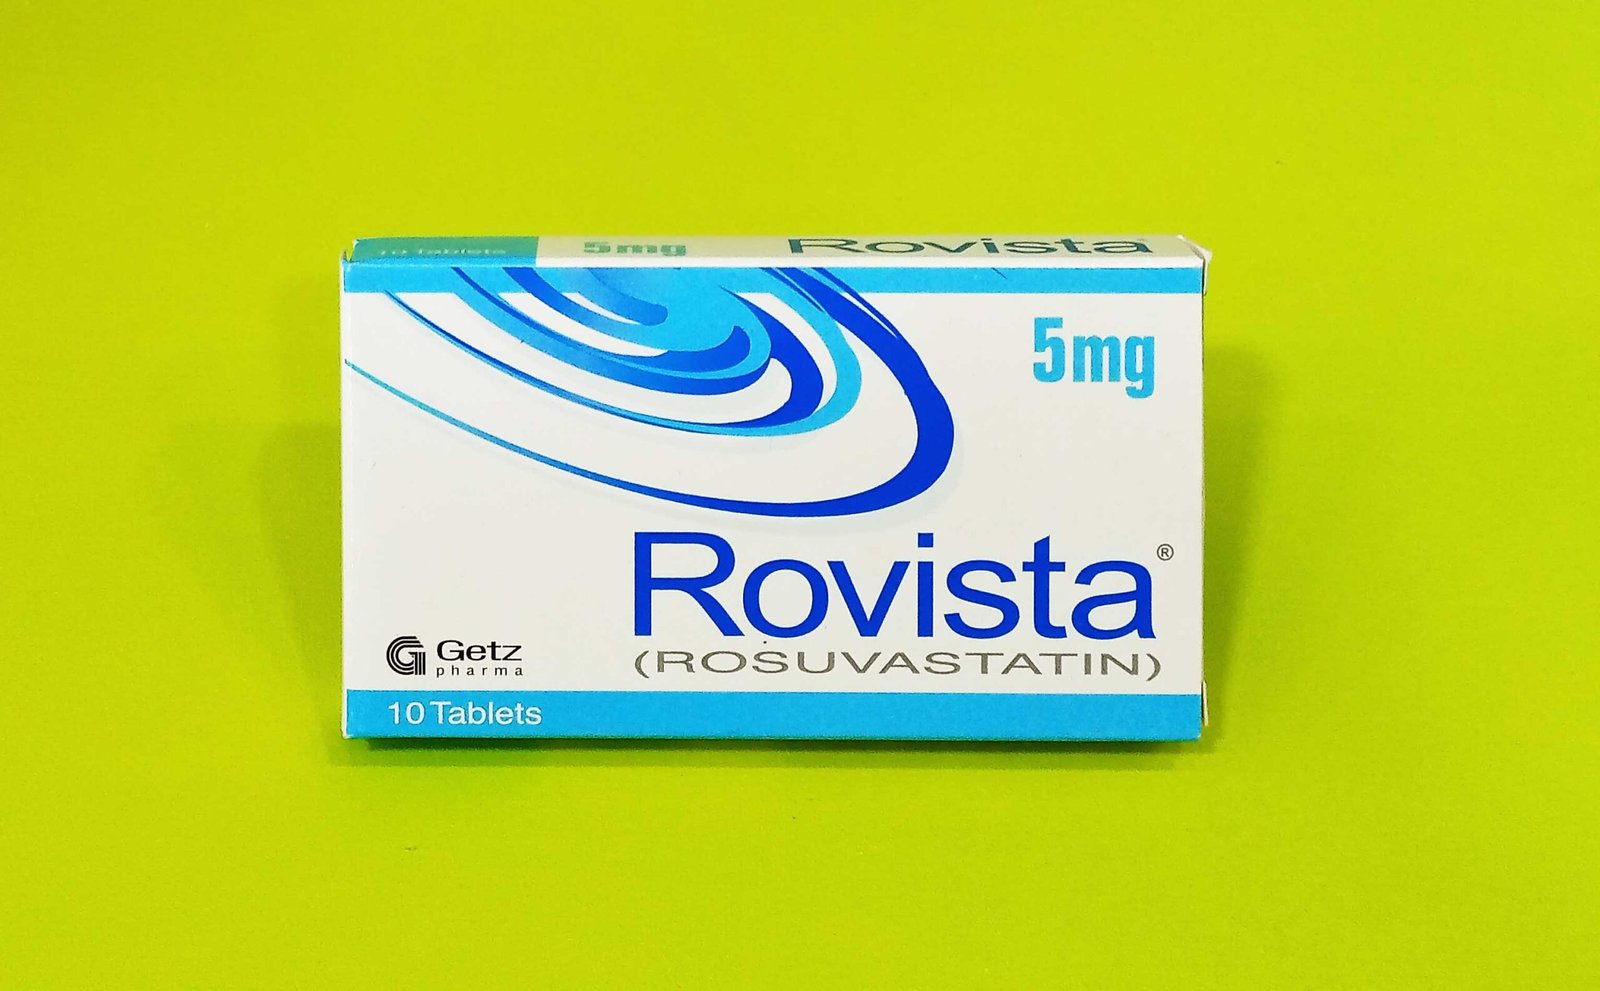 10 Tablets
5mg
Rovista
5mg
Rovista®
(ROSUVASTATIN)
Getz
pharma
10 Tablets